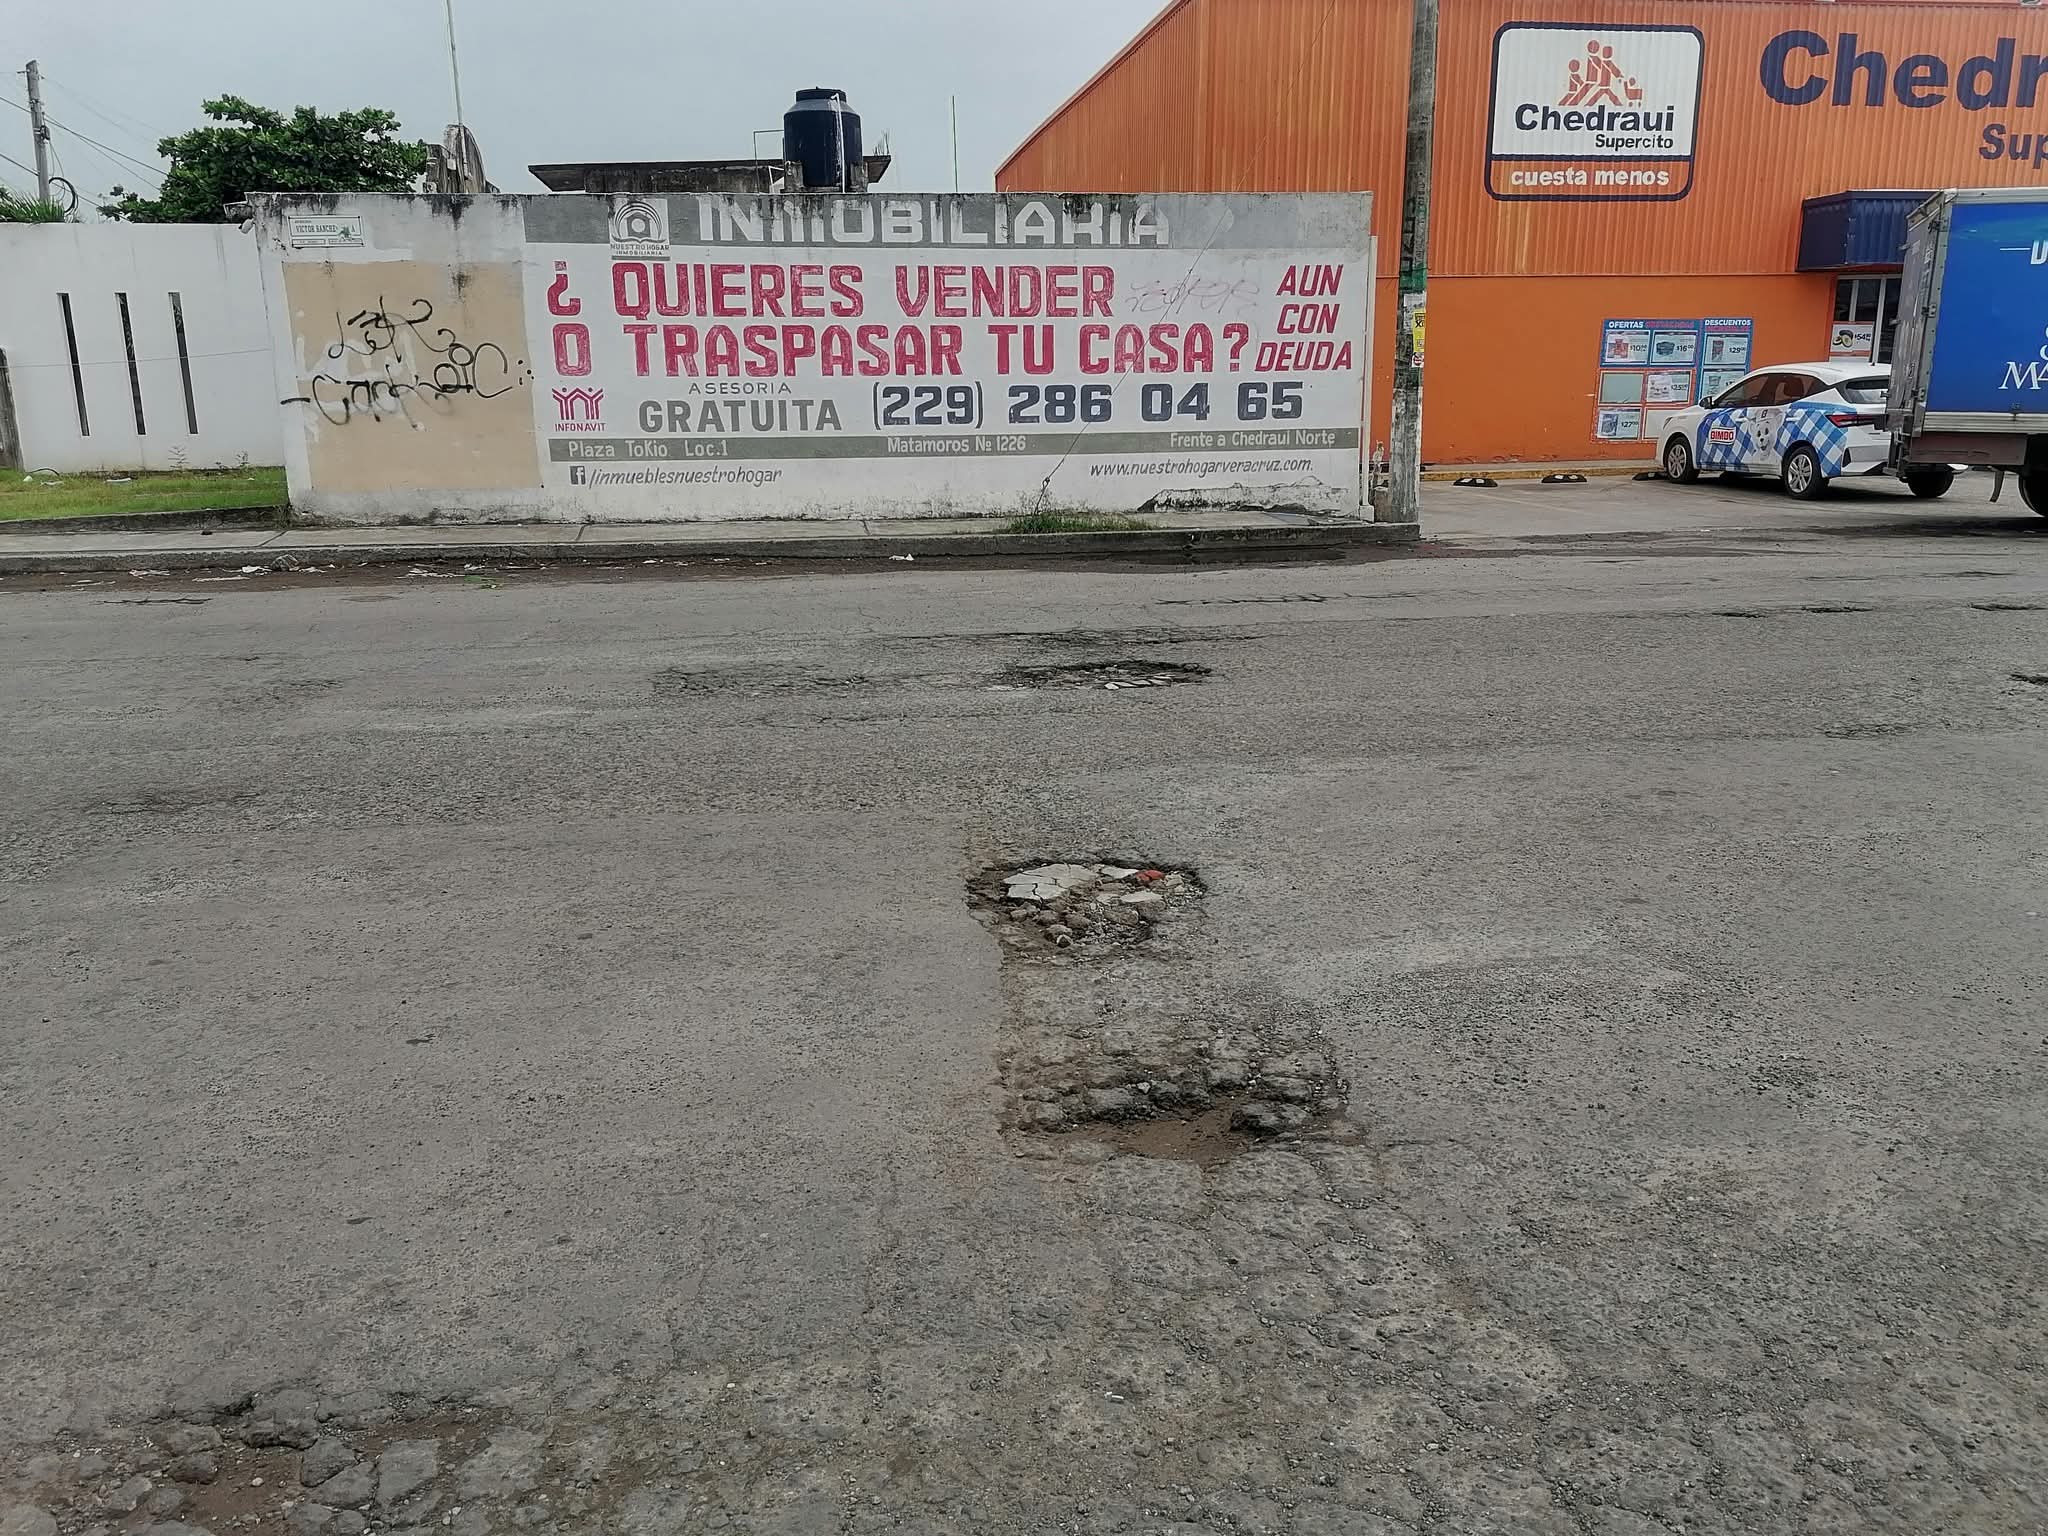 VICTOR SANCHE
INMOBILIARIA
NUESTRO HOGAR
INMOBILIARIA
¿ QUIERES VENDER
O TRASPASAR TU CASA?
AUN
CON
DEUDA
INFONAVIT
ASESORIA
GRATUITA
(229) 286 04 65
Plaza ToKio Loc.1
Matamoros № 1226
Frente a Chedraui Norte
f /inmueblesnuestrohogar
www.nuestrohogarveracruz.com.
Chedraui
Supercito
cuesta menos
Chedr
Sup
OFERTAS
DESCUENTOS
BIMBO